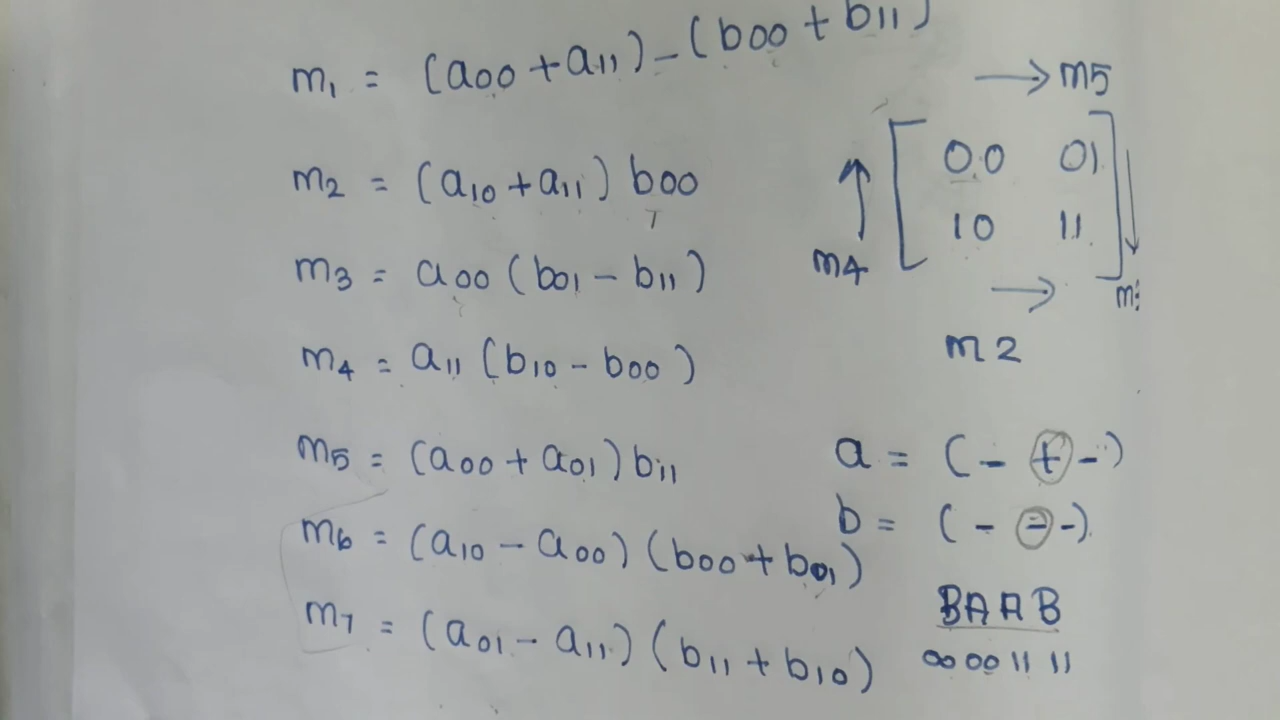 m1 = (a00 + a11) - (b00 + b11)
m2 = (a10 + a11) b00
m3 = a00 (b01 - b11)
m4 = a11 (b10 - b00)
m5 = (a00 + a01) b11
m6 = (a10 - a00) (b00 + b01)
m7 = (a01 - a11) (b11 + b10)
→ m5
00 01
10 11
↑ m4
↓ m
→
m2
a = (- + -)
b = (- - -)
BAAB
00 00 11 11